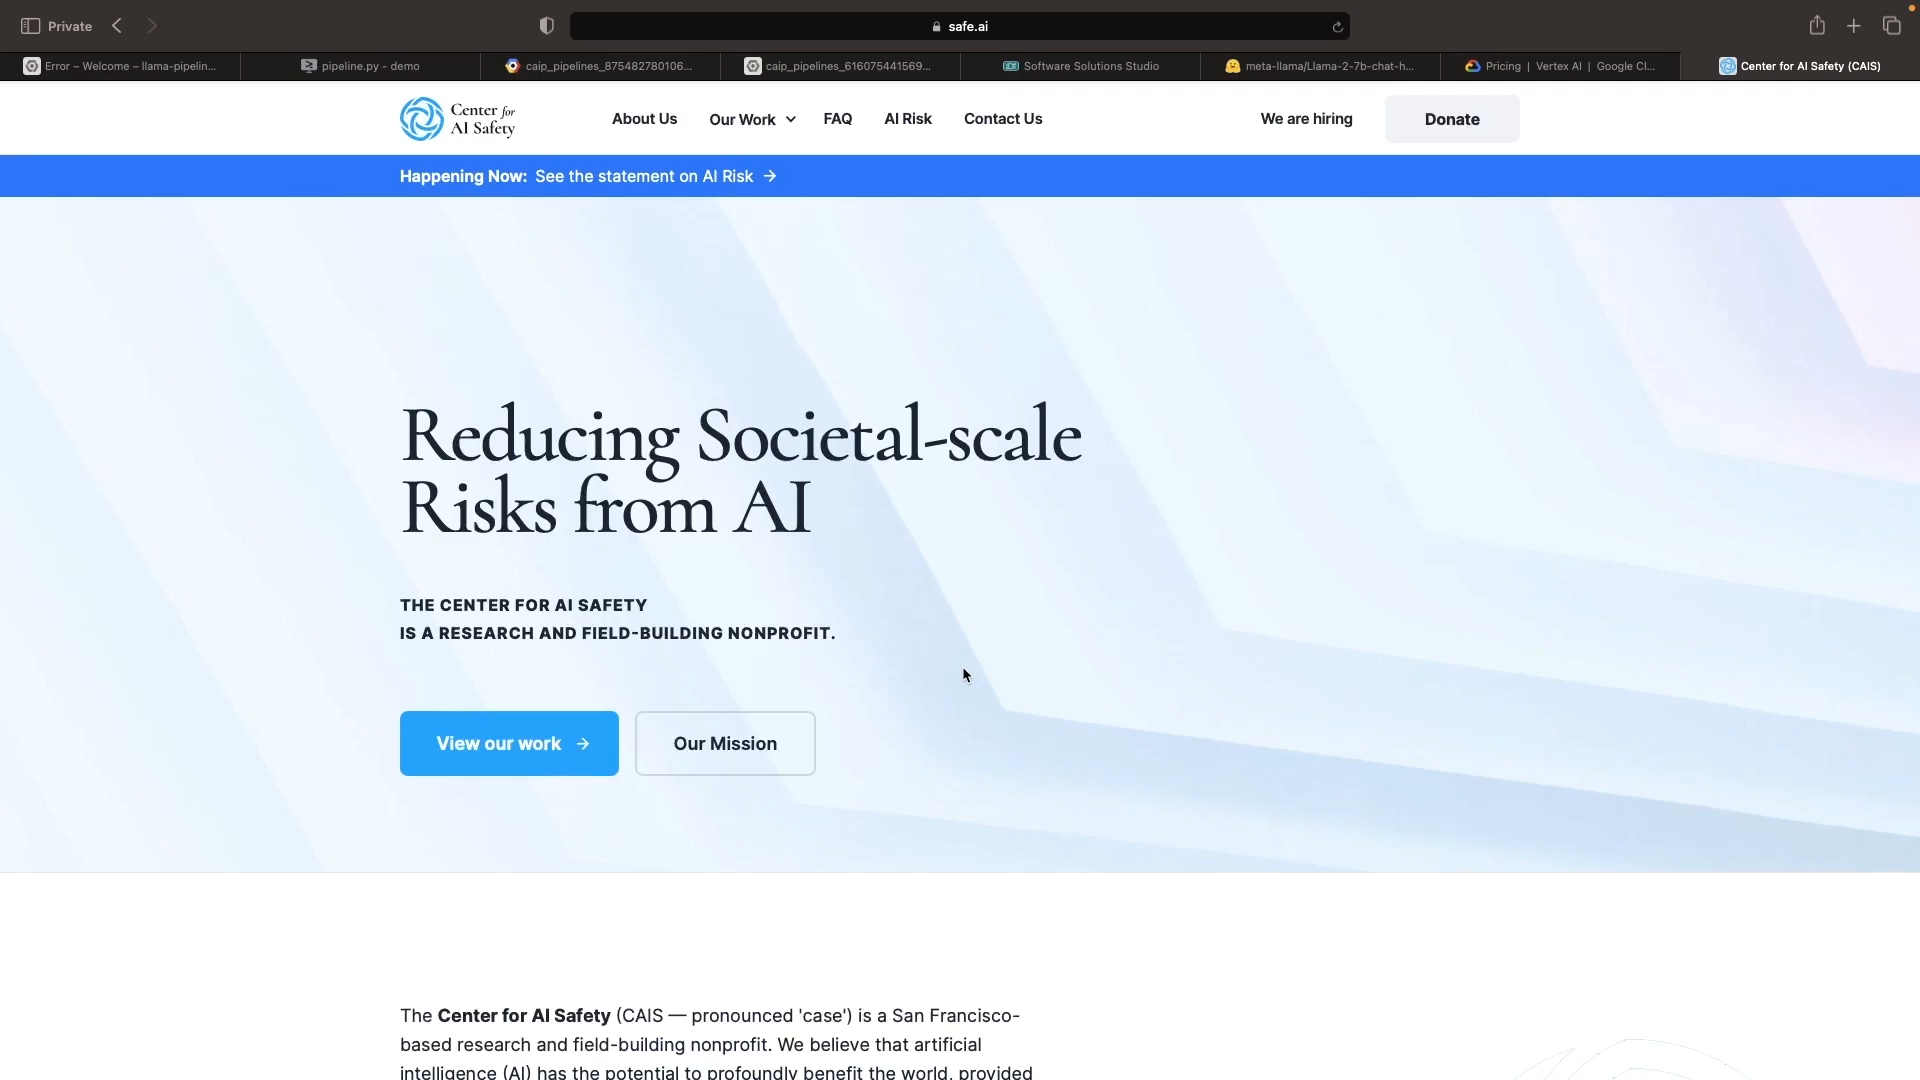 Private
safe.ai
Error – Welcome – llama-pipelin...
pipeline.py - demo
caip_pipelines_875482780106...
caip_pipelines_616075441569...
Software Solutions Studio
meta-llama/Llama-2-7b-chat-h...
Pricing | Vertex AI | Google Cl...
Center for AI Safety (CAIS)
Center for
AI Safety
About Us
Our Work
FAQ
AI Risk
Contact Us
We are hiring
Donate
Happening Now: See the statement on AI Risk →
Reducing Societal-scale
Risks from AI
THE CENTER FOR AI SAFETY
IS A RESEARCH AND FIELD-BUILDING NONPROFIT.
View our work →
Our Mission
The Center for AI Safety (CAIS — pronounced 'case') is a San Francisco-
based research and field-building nonprofit. We believe that artificial
intelligence (AI) has the potential to profoundly benefit the world, provided